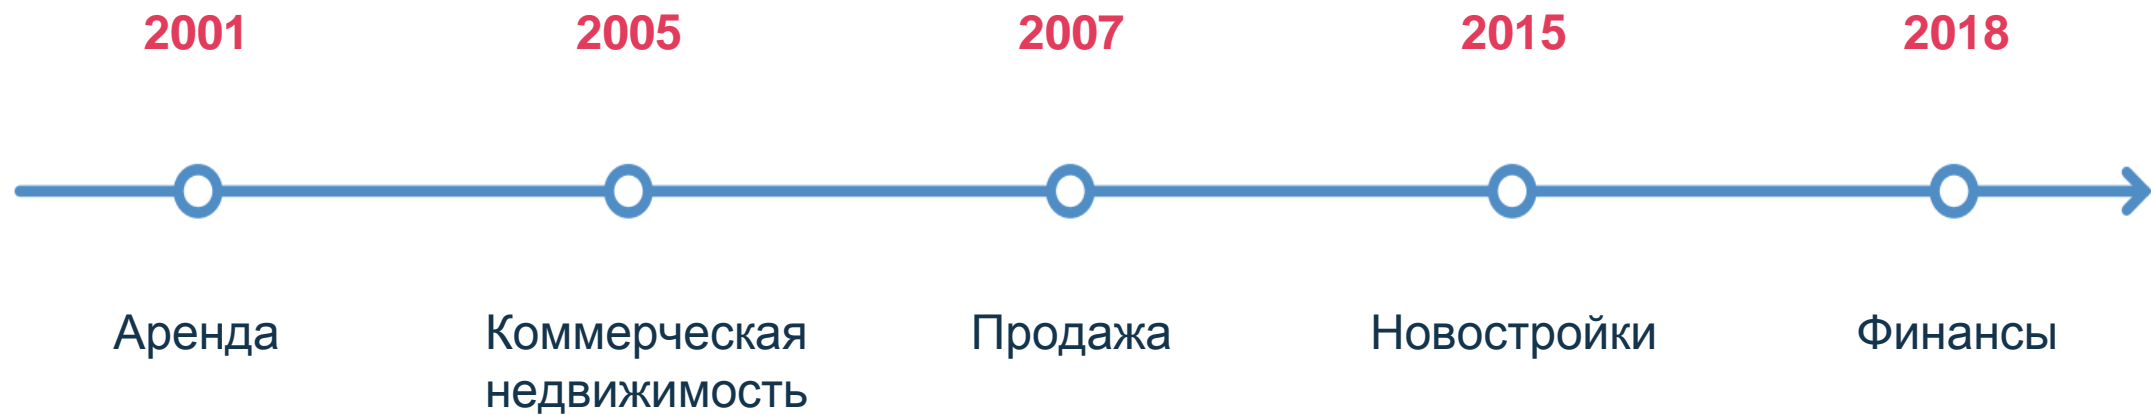 2001
2005
2007
2015
2018
Аренда
Коммерческая
недвижимость
Продажа
Новостройки
Финансы